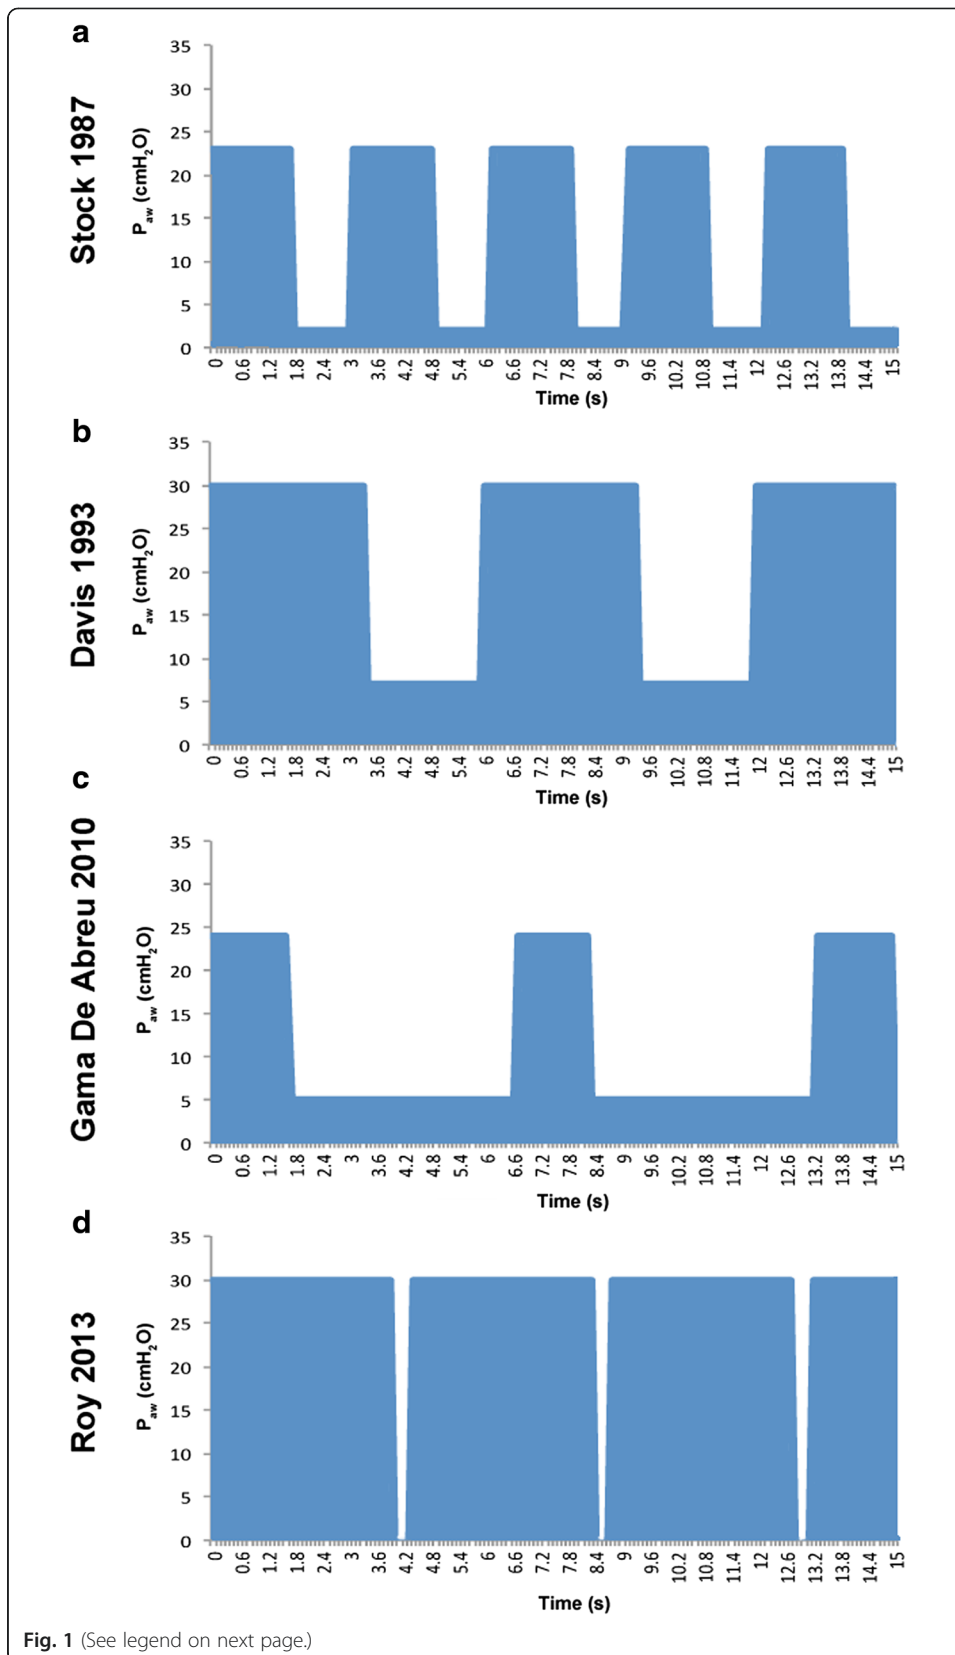 a
Stock 1987
P_aw (cmH₂O)
35
30
25
20
15
10
5
0
0 0.6 1.2 1.8 2.4 3 3.6 4.2 4.8 5.4 6 6.6 7.2 7.8 8.4 9 9.6 10.2 10.8 11.4 12 12.6 13.2 13.8 14.4 15
Time (s)
b
Davis 1993
P_aw (cmH₂O)
35
30
25
20
15
10
5
0
0 0.6 1.2 1.8 2.4 3 3.6 4.2 4.8 5.4 6 6.6 7.2 7.8 8.4 9 9.6 10.2 10.8 11.4 12 12.6 13.2 13.8 14.4 15
Time (s)
c
Gama De Abreu 2010
P_aw (cmH₂O)
35
30
25
20
15
10
5
0
0 0.6 1.2 1.8 2.4 3 3.6 4.2 4.8 5.4 6 6.6 7.2 7.8 8.4 9 9.6 10.2 10.8 11.4 12 12.6 13.2 13.8 14.4 15
Time (s)
d
Roy 2013
P_aw (cmH₂O)
35
30
25
20
15
10
5
0
0 0.6 1.2 1.8 2.4 3 3.6 4.2 4.8 5.4 6 6.6 7.2 7.8 8.4 9 9.6 10.2 10.8 11.4 12 12.6 13.2 13.8 14.4 15
Time (s)
Fig. 1 (See legend on next page.)